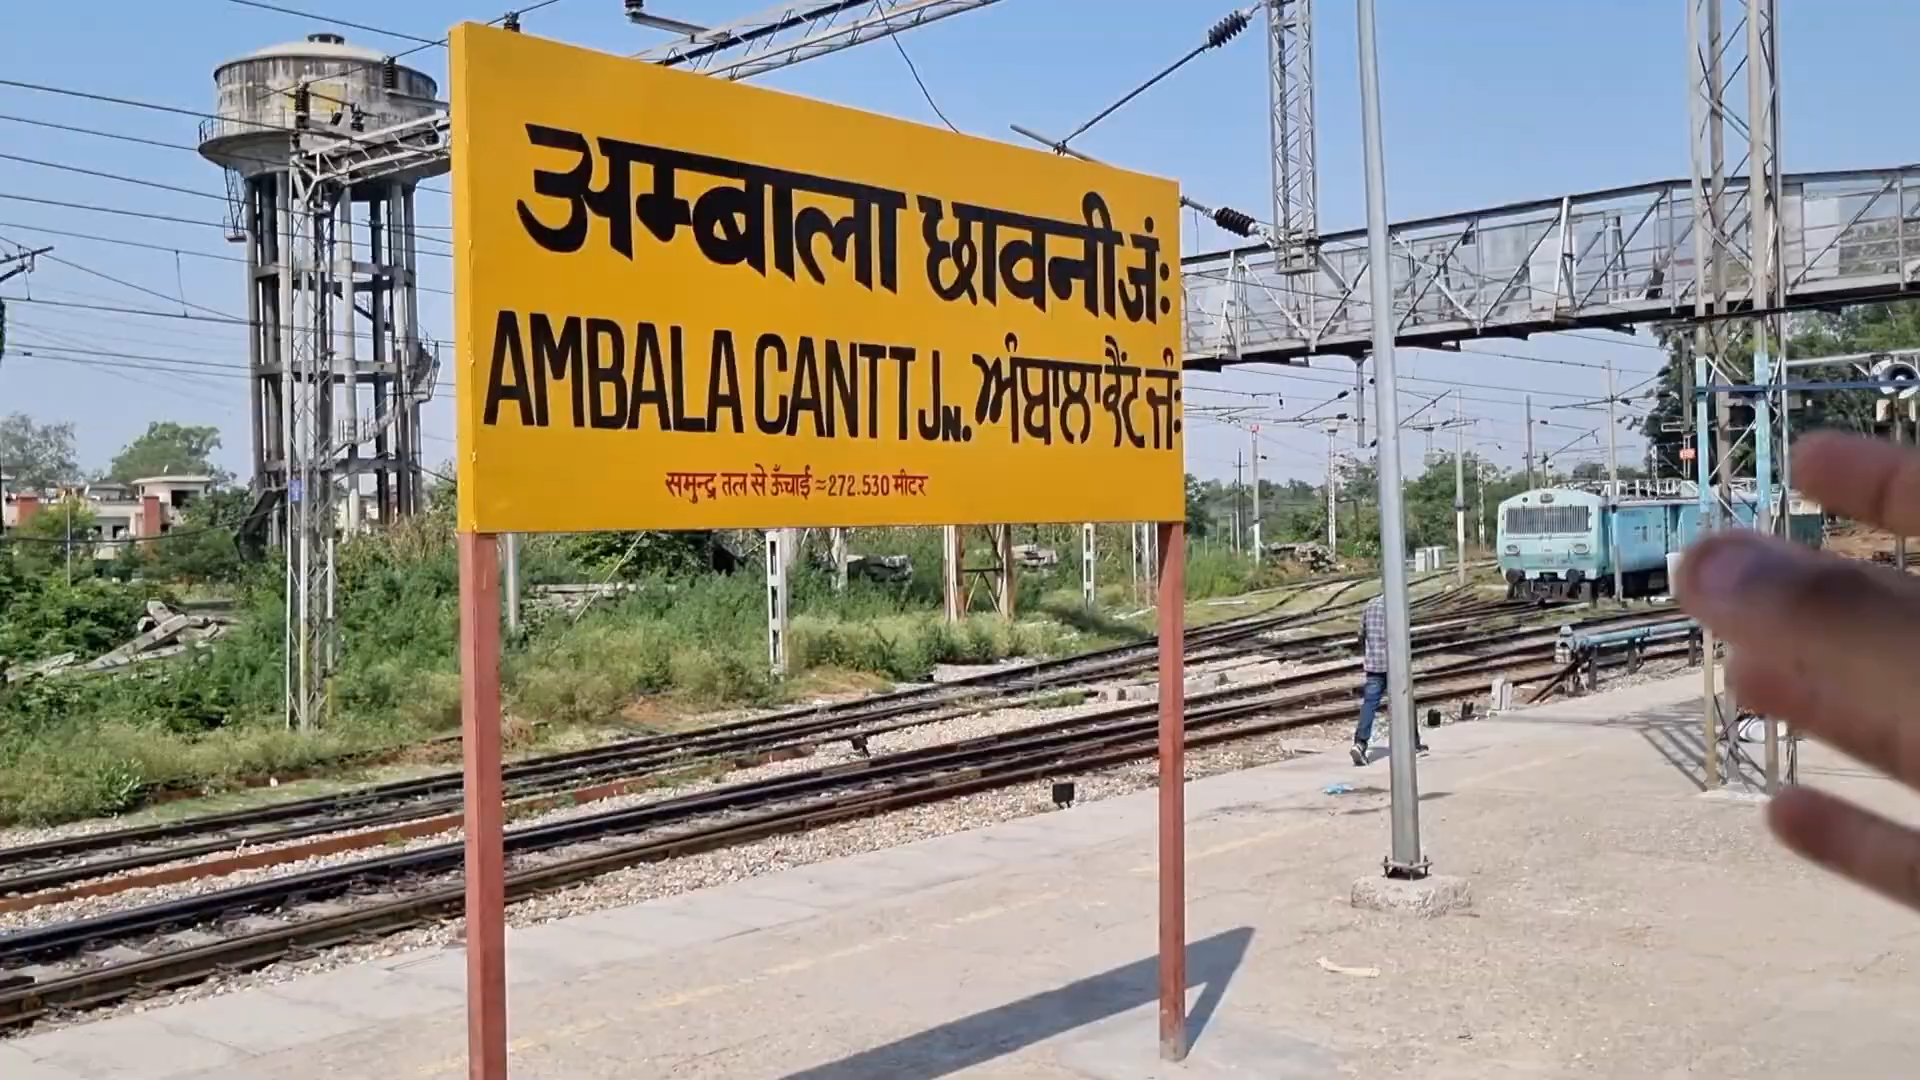 अम्बाला छावनी जं:
AMBALA CANTT JN. ਅੰਬਾਲਾ ਕੈਂਟ ਜੰ:
समुन्द्र तल से ऊँचाई ≈272.530 मीटर